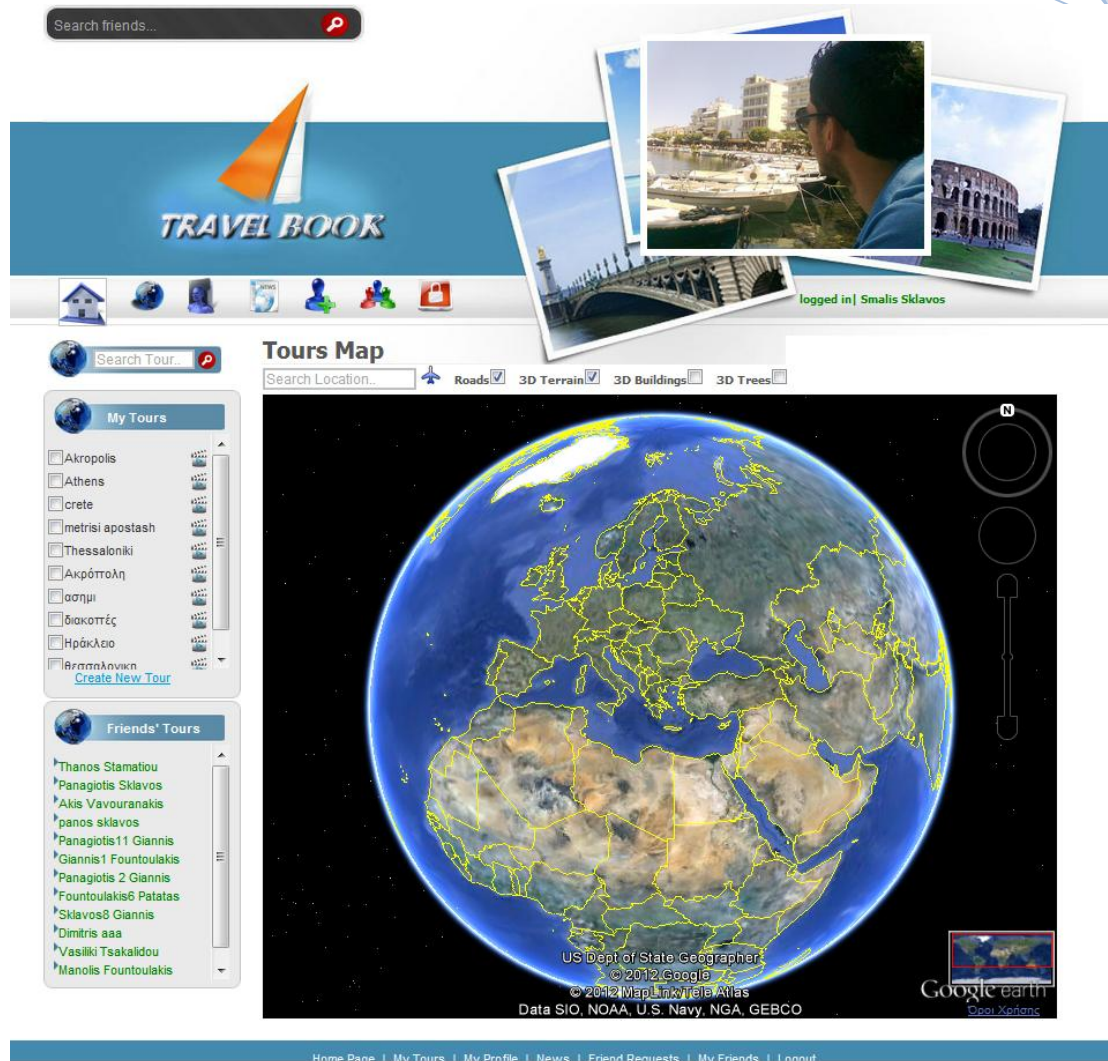 Search friends...
TRAVEL BOOK
NEWS
logged in| Smalis Sklavos
Search Tour..
Tours Map
Search Location..
Roads
3D Terrain
3D Buildings
3D Trees
My Tours
Akropolis
Athens
crete
metrisi apostash
Thessaloniki
Ακρόπολη
ασημι
διακοπές
Ηράκλειο
θεσσαλονικη
Create New Tour
Friends' Tours
Thanos Stamatiou
Panagiotis Sklavos
Akis Vavouranakis
panos sklavos
Panagiotis11 Giannis
Giannis1 Fountoulakis
Panagiotis 2 Giannis
Fountoulakis6 Patatas
Sklavos8 Giannis
Dimitris aaa
Vasiliki Tsakalidou
Manolis Fountoulakis
N
US Dept of State Geographer
© 2012 Google
© 2012 MapLink/Tele Atlas
Data SIO, NOAA, U.S. Navy, NGA, GEBCO
Google earth
Όροι Χρήσης
Home Page | My Tours | My Profile | News | Friend Requests | My Friends | Logout